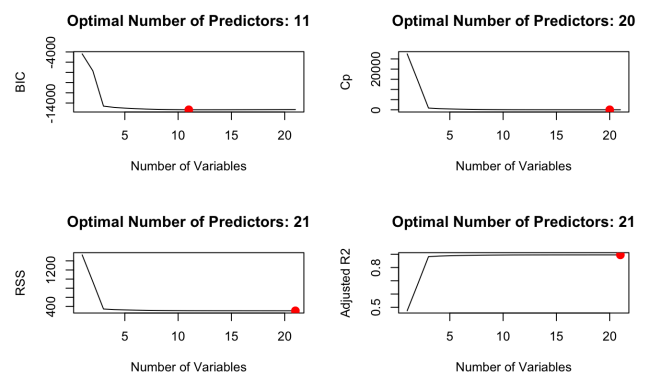 Optimal Number of Predictors: 11
BIC
-4000
-14000
5 10 15 20
Number of Variables
Optimal Number of Predictors: 20
Cp
20000
0
5 10 15 20
Number of Variables
Optimal Number of Predictors: 21
RSS
1200
400
5 10 15 20
Number of Variables
Optimal Number of Predictors: 21
Adjusted R2
0.8
0.5
5 10 15 20
Number of Variables